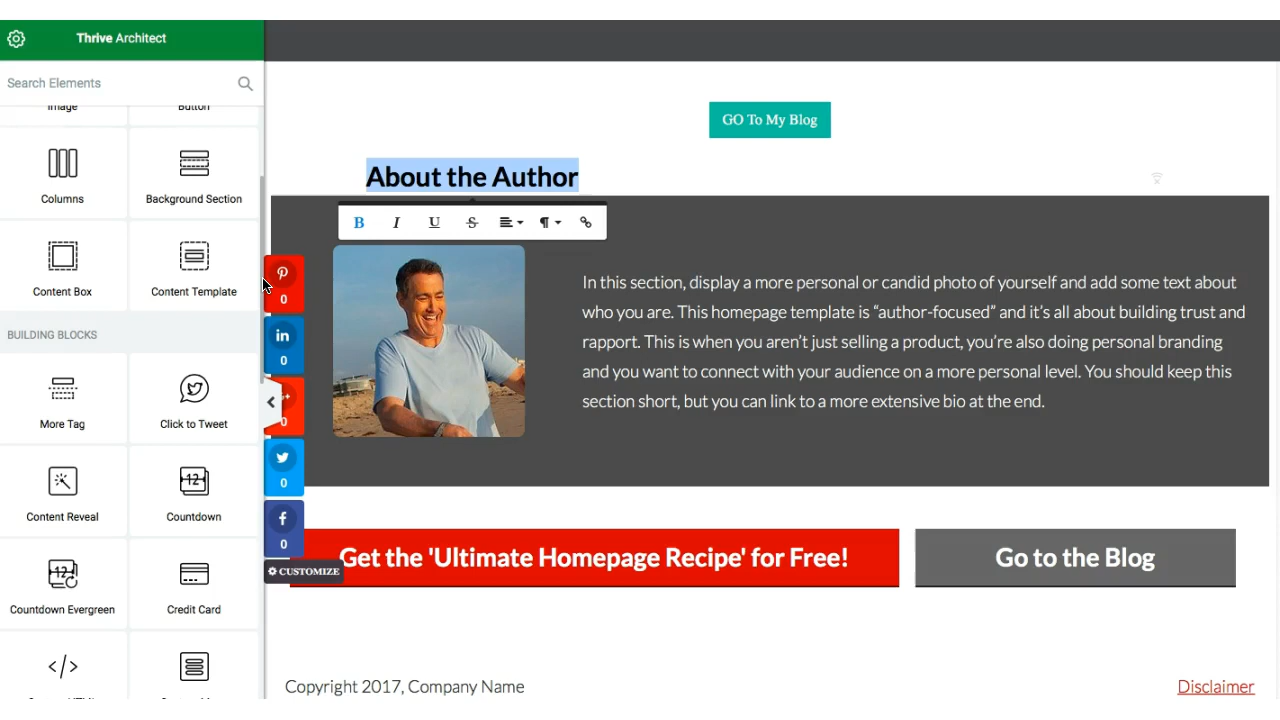 Thrive Architect
Search Elements
Image
Button
Columns
Background Section
Content Box
Content Template
BUILDING BLOCKS
More Tag
Click to Tweet
Content Reveal
Countdown
Countdown Evergreen
Credit Card
GO To My Blog
About the Author
B I U S
0
0
0
0
0
CUSTOMIZE
In this section, display a more personal or candid photo of yourself and add some text about
who you are. This homepage template is “author-focused” and it’s all about building trust and
rapport. This is when you aren’t just selling a product, you’re also doing personal branding
and you want to connect with your audience on a more personal level. You should keep this
section short, but you can link to a more extensive bio at the end.
Get the 'Ultimate Homepage Recipe' for Free!
Go to the Blog
Copyright 2017, Company Name
Disclaimer